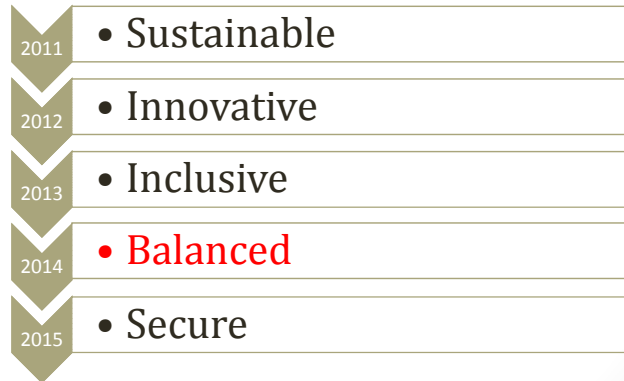 2011 • Sustainable
2012 • Innovative
2013 • Inclusive
2014 • Balanced
2015 • Secure